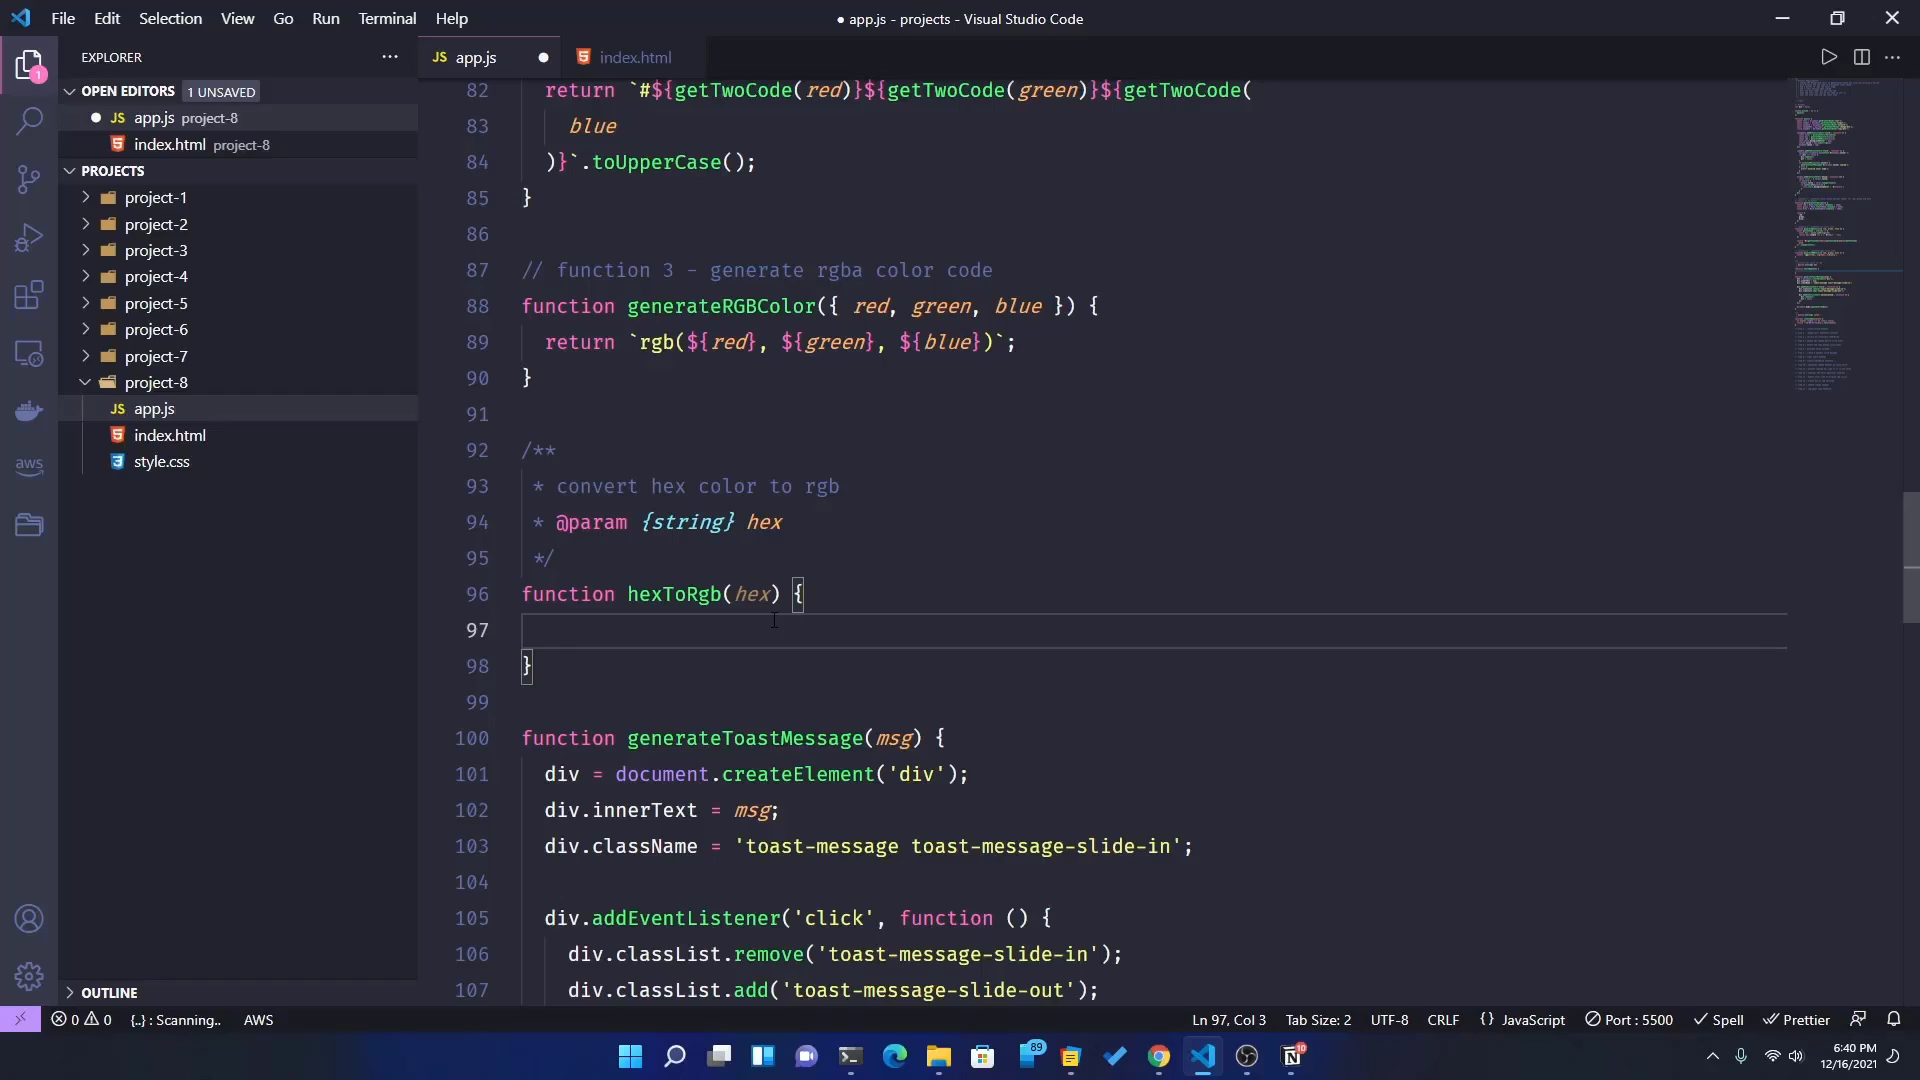 File Edit Selection View Go Run Terminal Help
● app.js - projects - Visual Studio Code
1
EXPLORER
OPEN EDITORS 1 UNSAVED
JS app.js project-8
index.html project-8
PROJECTS
project-1
project-2
project-3
project-4
project-5
project-6
project-7
project-8
JS app.js
index.html
style.css
aws
OUTLINE
JS app.js
index.html
82 return `#${getTwoCode(red)}${getTwoCode(green)}${getTwoCode(
83 blue
84 )}`.toUpperCase();
85 }
86
87 // function 3 - generate rgba color code
88 function generateRGBColor({ red, green, blue }) {
89 return `rgb(${red}, ${green}, ${blue})`;
90 }
91
92 /**
93 * convert hex color to rgb
94 * @param {string} hex
95 */
96 function hexToRgb(hex) {
97
98 }
99
100 function generateToastMessage(msg) {
101 div = document.createElement('div');
102 div.innerText = msg;
103 div.className = 'toast-message toast-message-slide-in';
104
105 div.addEventListener('click', function () {
106 div.classList.remove('toast-message-slide-in');
107 div.classList.add('toast-message-slide-out');
0 0 {..} : Scanning.. AWS
Ln 97, Col 3 Tab Size: 2 UTF-8 CRLF {} JavaScript Port : 5500 Spell Prettier
89
10
6:40 PM
12/16/2021